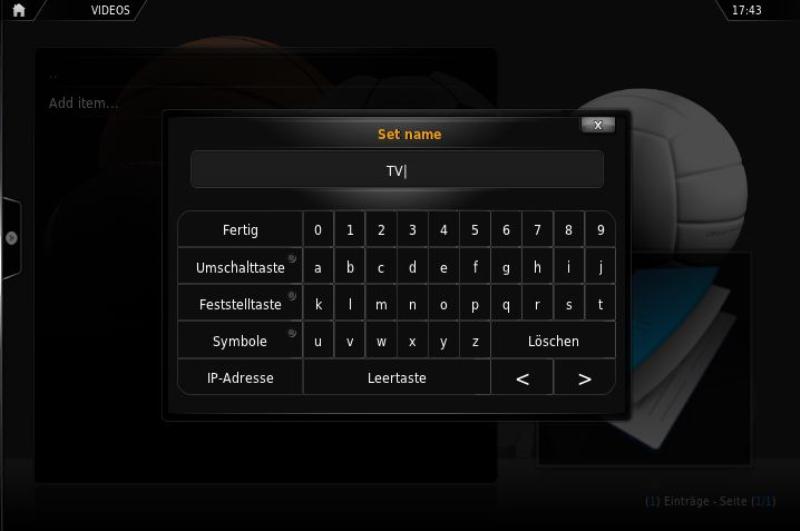 VIDEOS
17:43
..
Add item...
Set name
X
TV
Fertig 0 1 2 3 4 5 6 7 8 9
Umschalttaste a b c d e f g h i j
Feststelltaste k l m n o p q r s t
Symbole u v w x y z Löschen
IP-Adresse Leertaste < >
(1) Einträge - Seite (1/1)